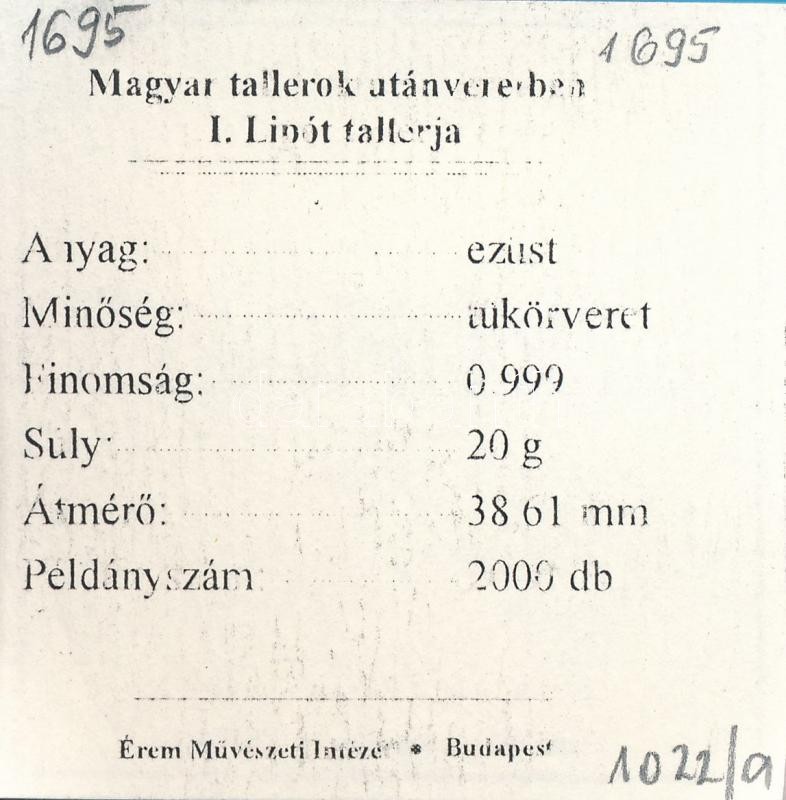 1695 1695
Magyar tallerok utánveretben
I. Lipót tallérja
Anyag: ezüst
Minőség: tükörveret
Finomság: 0.999
Súly: 20 g
Átmérő: 38.61 mm
Példányszám: 2000 db
Érem Művészeti Intézet * Budapest
1022/a